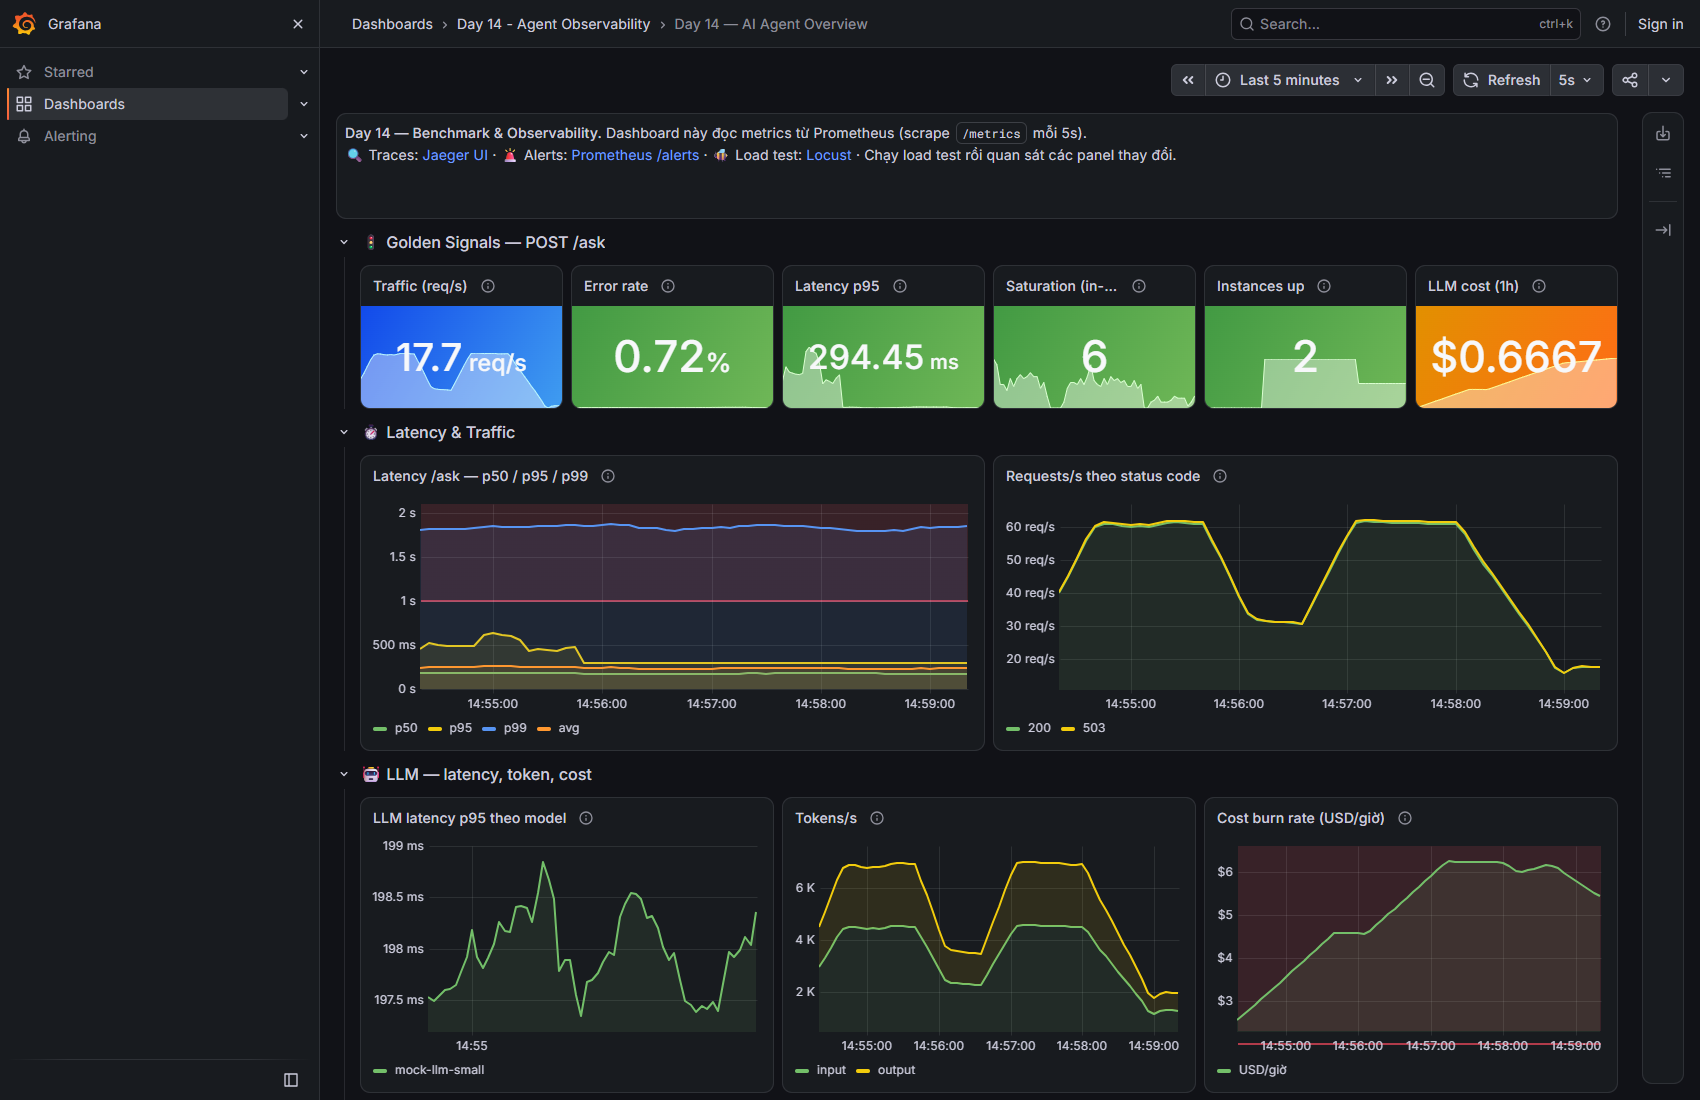 Grafana
Dashboards › Day 14 - Agent Observability › Day 14 — AI Agent Overview
Search...
ctrl+k
Sign in
Starred
Dashboards
Alerting
Last 5 minutes
Refresh
5s
Day 14 — Benchmark & Observability. Dashboard này đọc metrics từ Prometheus (scrape /metrics mỗi 5s).
Traces: Jaeger UI · Alerts: Prometheus /alerts · Load test: Locust · Chạy load test rồi quan sát các panel thay đổi.
Golden Signals — POST /ask
Traffic (req/s)
17.7 req/s
Error rate
0.72%
Latency p95
294.45 ms
Saturation (in-...
6
Instances up
2
LLM cost (1h)
$0.6667
Latency & Traffic
Latency /ask — p50 / p95 / p99
2 s
1.5 s
1 s
500 ms
0 s
14:55:00 14:56:00 14:57:00 14:58:00 14:59:00
p50 p95 p99 avg
Requests/s theo status code
60 req/s
50 req/s
40 req/s
30 req/s
20 req/s
14:55:00 14:56:00 14:57:00 14:58:00 14:59:00
200 503
LLM — latency, token, cost
LLM latency p95 theo model
199 ms
198.5 ms
198 ms
197.5 ms
14:55
mock-llm-small
Tokens/s
6 K
4 K
2 K
14:55:00 14:56:00 14:57:00 14:58:00 14:59:00
input output
Cost burn rate (USD/giờ)
$6
$5
$4
$3
14:55:00 14:56:00 14:57:00 14:58:00 14:59:00
USD/giờ